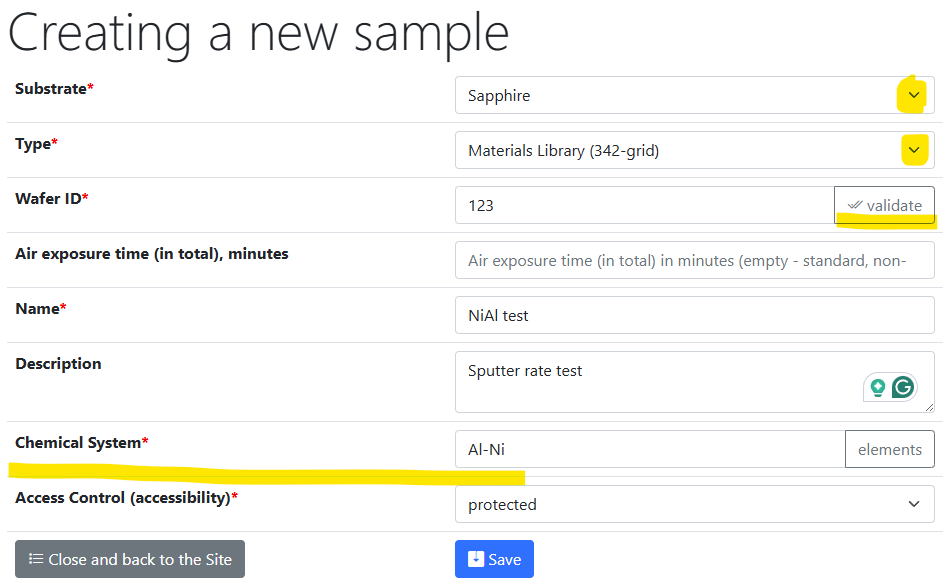 Creating a new sample
Substrate*
Sapphire
Type*
Materials Library (342-grid)
Wafer ID*
123
validate
Air exposure time (in total), minutes
Air exposure time (in total) in minutes (empty - standard, non-
Name*
NiAl test
Description
Sputter rate test
Chemical System*
Al-Ni
elements
Access Control (accessibility)*
protected
Close and back to the Site
Save